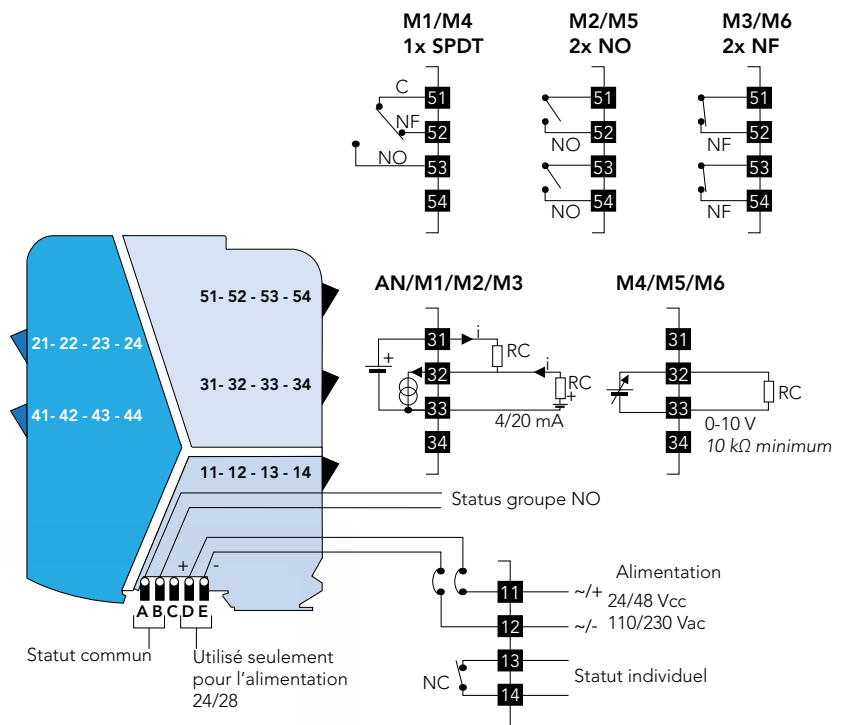 M1/M4
1x SPDT
M2/M5
2x NO
M3/M6
2x NF
C
NF
NO
51
52
53
54
NO
NO
51
52
53
54
NF
NF
51
52
53
54
51- 52 - 53 - 54
21- 22 - 23 - 24
31- 32 - 33 - 34
41- 42 - 43 - 44
11- 12 - 13 - 14
AN/M1/M2/M3
31
32
33
34
+
i
RC
i
RC
+
4/20 mA
M4/M5/M6
31
32
33
34
RC
0-10 V
10 kΩ minimum
Status groupe NO
+
-
A B C D E
Statut commun
Utilisé seulement
pour l'alimentation
24/28
11
12
13
14
~/+
~/-
Alimentation
24/48 Vcc
110/230 Vac
NC
Statut individuel